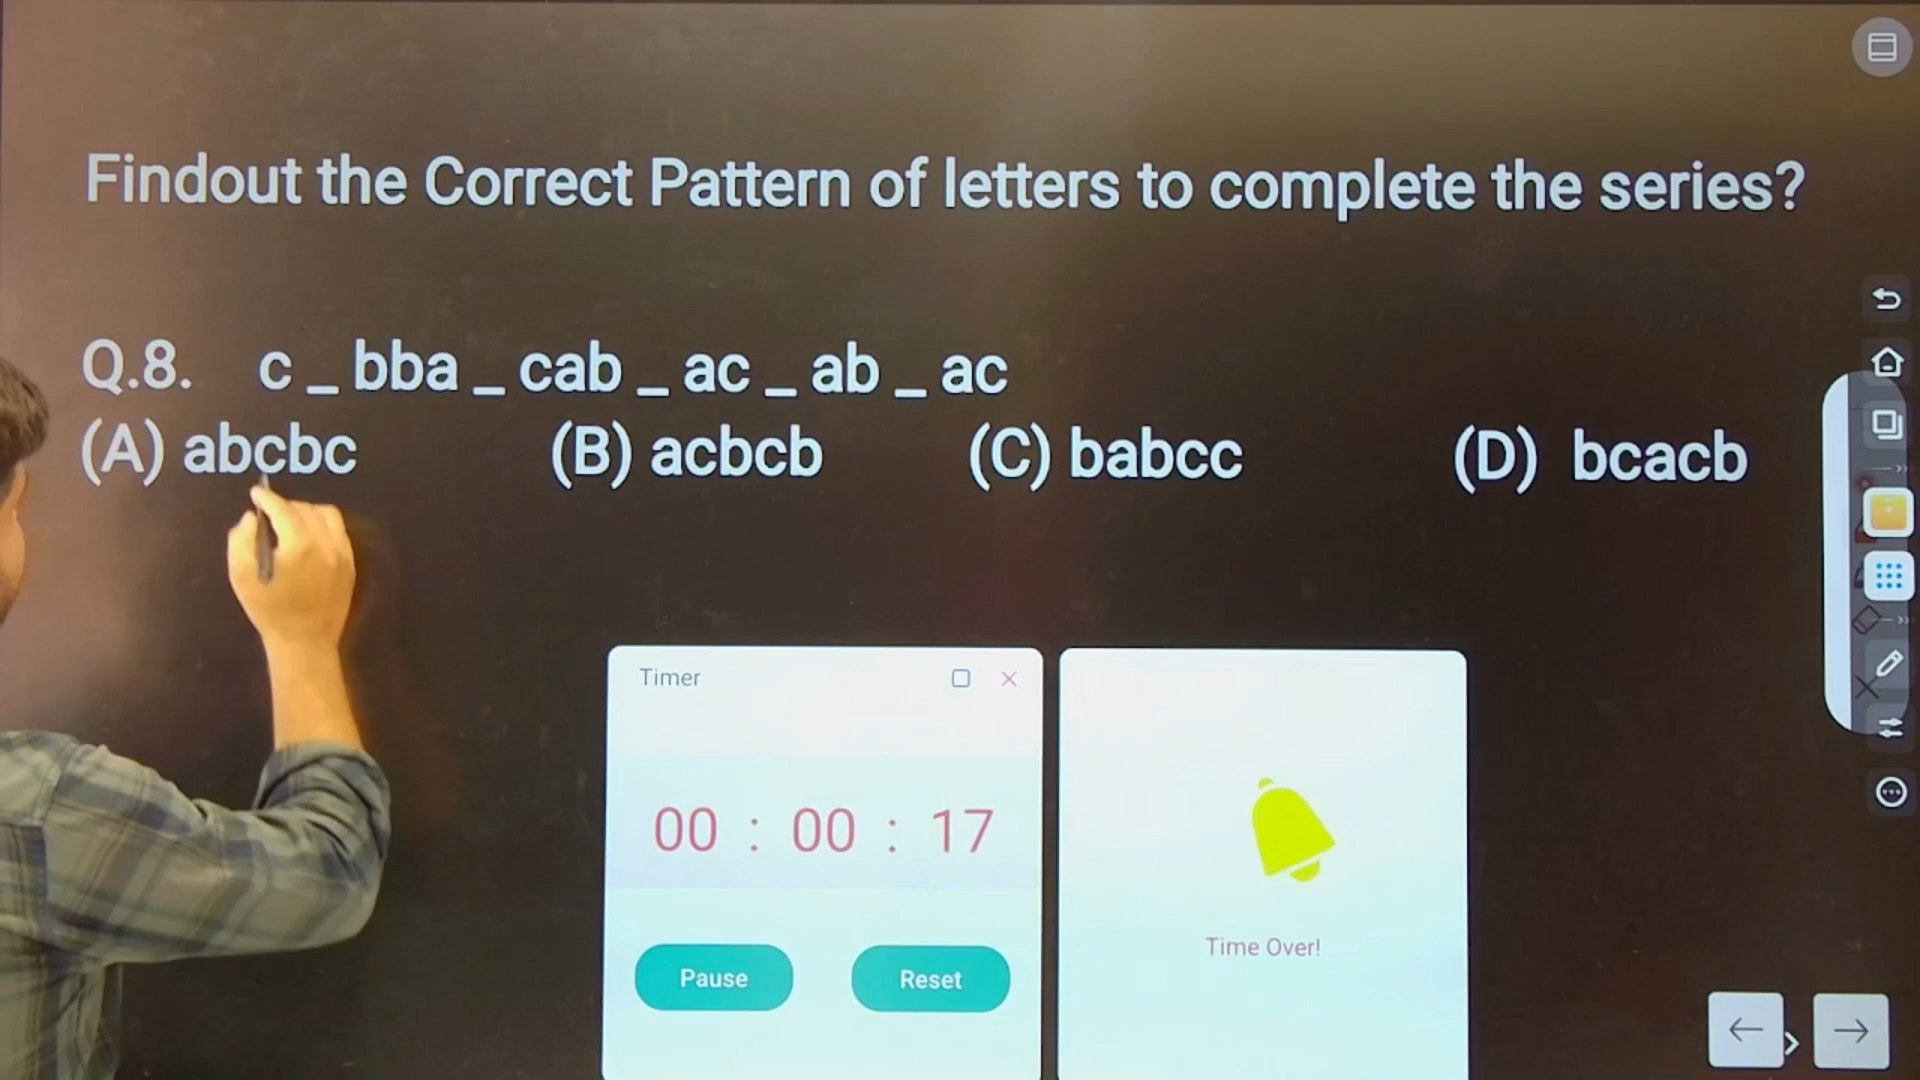 Findout the Correct Pattern of letters to complete the series?
Q.8. c _ bba _ cab _ ac _ ab _ ac
(A) abcbc (B) acbcb (C) babcc (D) bcacb
Timer
00 : 00 : 17
Pause Reset
Time Over!